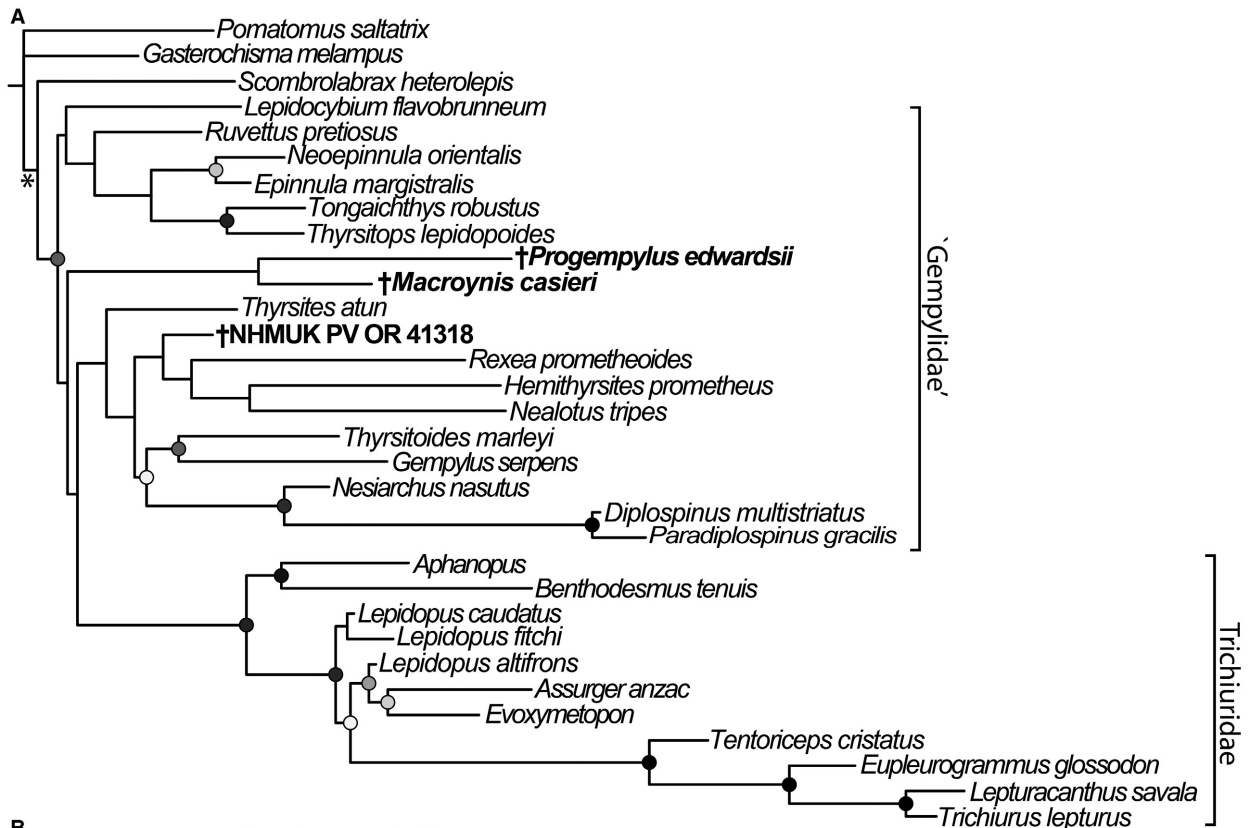 A
Pomatomus saltatrix
Gasterochisma melampus
Scombrolabrax heterolepis
Lepidocybium flavobrunneum
Ruvettus pretiosus
Neoepinnula orientalis
Epinnula margistralis
Tongaichthys robustus
Thyrsitops lepidopoides
†Progempylus edwardsii
†Macroynis casieri
Thyrsites atun
†NHMUK PV OR 41318
Rexea prometheoides
Hemithyrsites prometheus
Nealotus tripes
Thyrsitoides marleyi
Gempylus serpens
Nesiarchus nasutus
Diplospinus multistriatus
Paradiplospinus gracilis
Aphanopus
Benthodesmus tenuis
Lepidopus caudatus
Lepidopus fitchi
Lepidopus altifrons
Assurger anzac
Evoxymetopon
Tentoriceps cristatus
Eupleurogrammus glossodon
Lepturacanthus savala
Trichiurus lepturus
*
`Gempylidae'
Trichiuridae
B